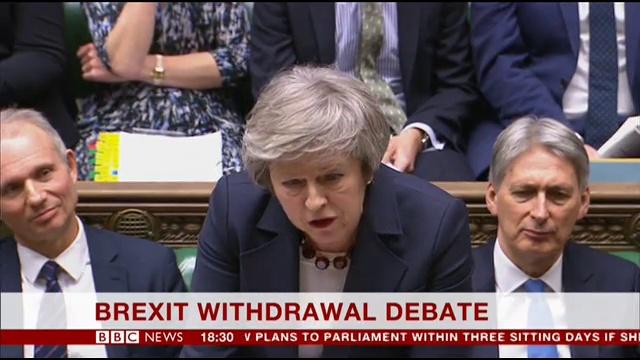 BREXIT WITHDRAWAL DEBATE
BBC NEWS 18:30 W PLANS TO PARLIAMENT WITHIN THREE SITTING DAYS IF SH